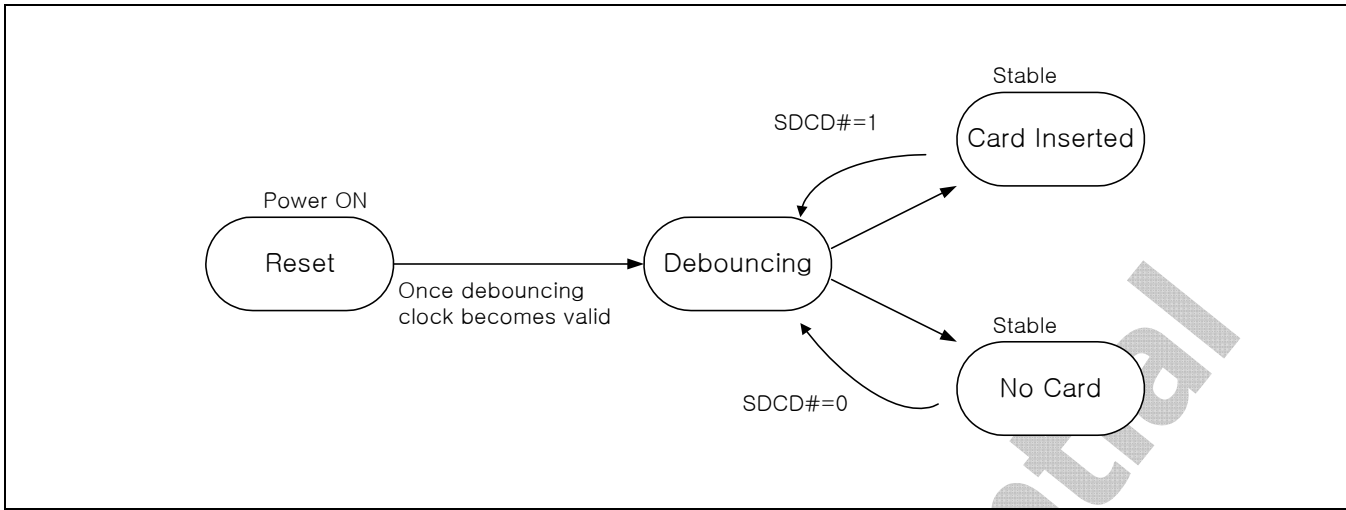 Stable
SDCD#=1
Card Inserted
Power ON
Reset
Debouncing
Once debouncing
clock becomes valid
Stable
No Card
SDCD#=0